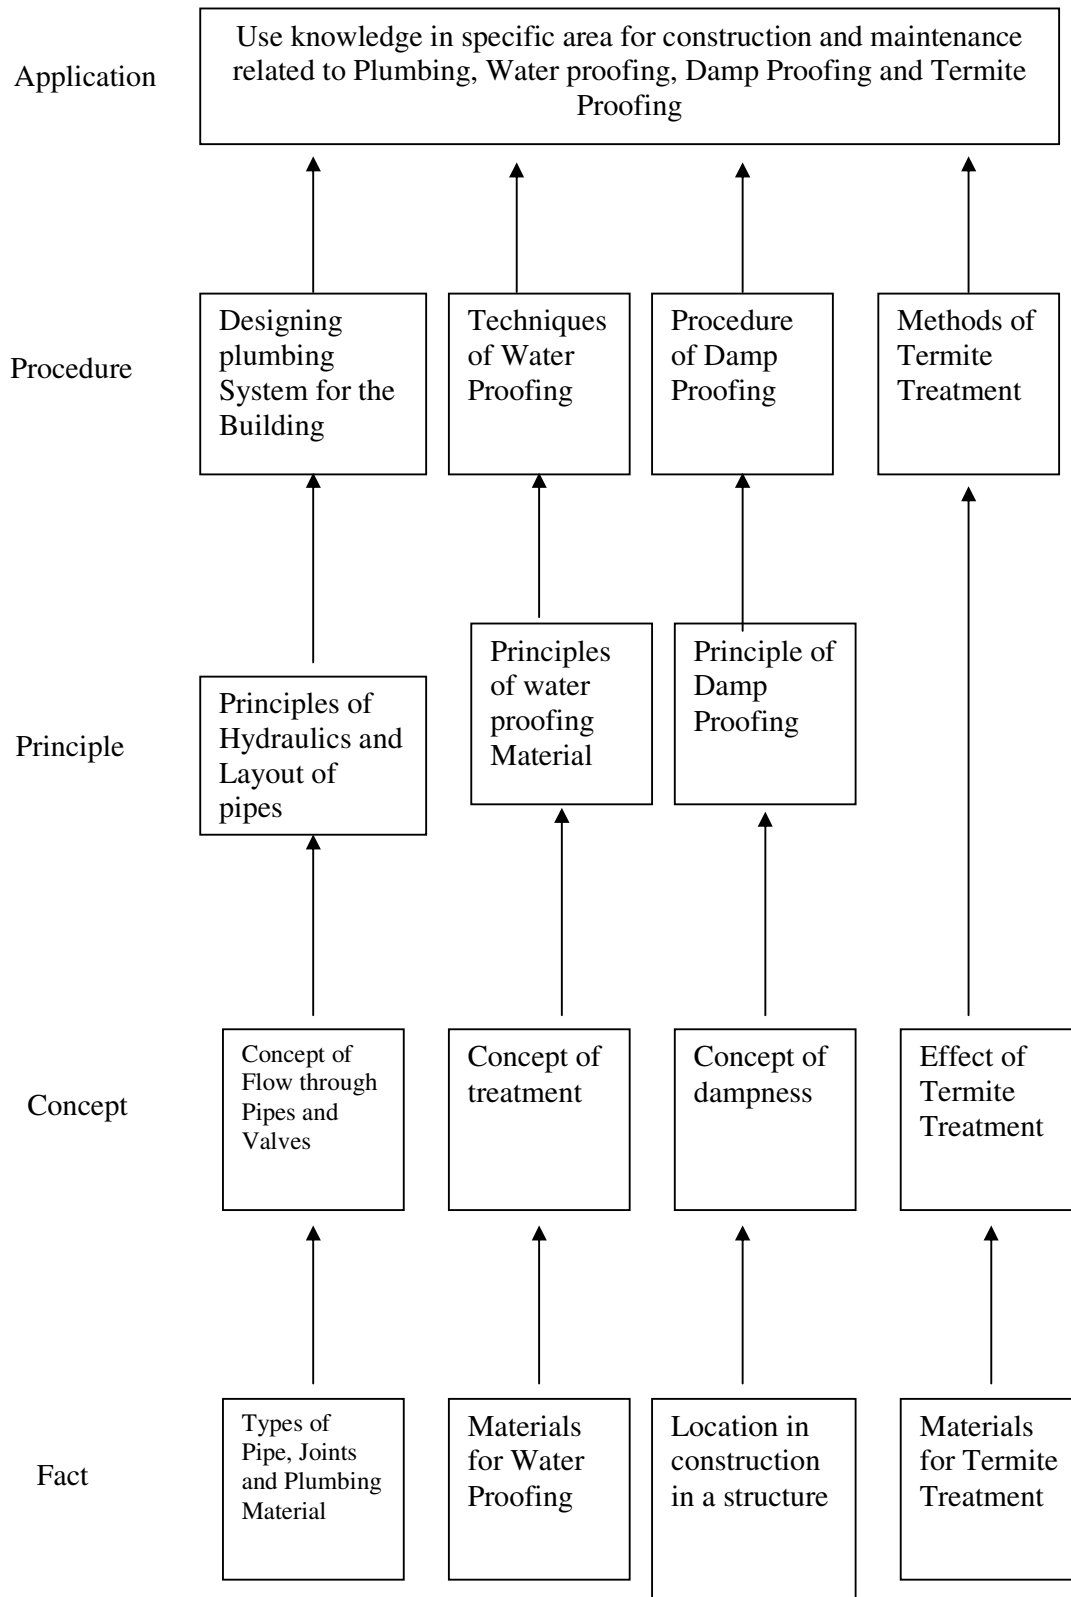 Application
Use knowledge in specific area for construction and maintenance
related to Plumbing, Water proofing, Damp Proofing and Termite
Proofing
Procedure
Designing
plumbing
System for the
Building
Techniques
of Water
Proofing
Procedure
of Damp
Proofing
Methods of
Termite
Treatment
Principle
Principles of
Hydraulics and
Layout of
pipes
Principles
of water
proofing
Material
Principle of
Damp
Proofing
Concept
Concept of
Flow through
Pipes and
Valves
Concept of
treatment
Concept of
dampness
Effect of
Termite
Treatment
Fact
Types of
Pipe, Joints
and Plumbing
Material
Materials
for Water
Proofing
Location in
construction
in a structure
Materials
for Termite
Treatment